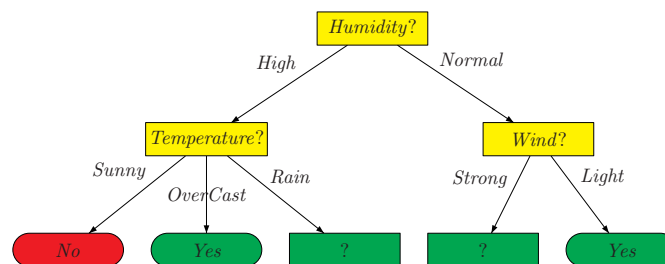 Humidity?
High
Normal
Temperature?
Wind?
Sunny
OverCast
Rain
Strong
Light
No
Yes
?
?
Yes